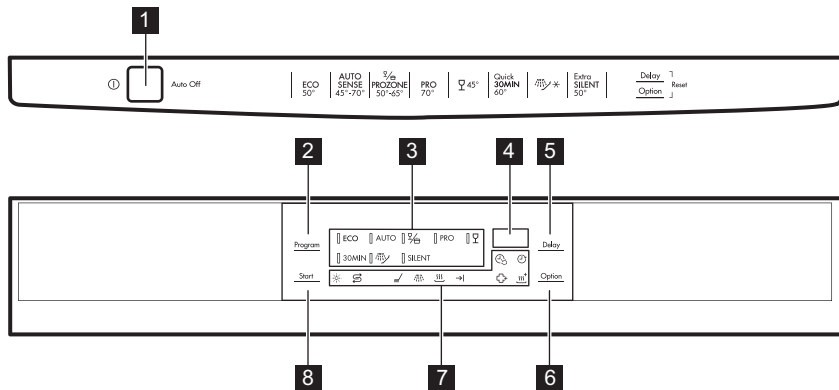 1
Auto Off
ECO
50°
AUTO
SENSE
45°-70°
PROZONE
50°-65°
PRO
70°
45°
Quick
30MIN
60°
Extra
SILENT
50°
Delay
Option
Reset
2
3
4
5
Program
ECO
AUTO
PRO
Delay
30MIN
SILENT
Start
Option
8
7
6